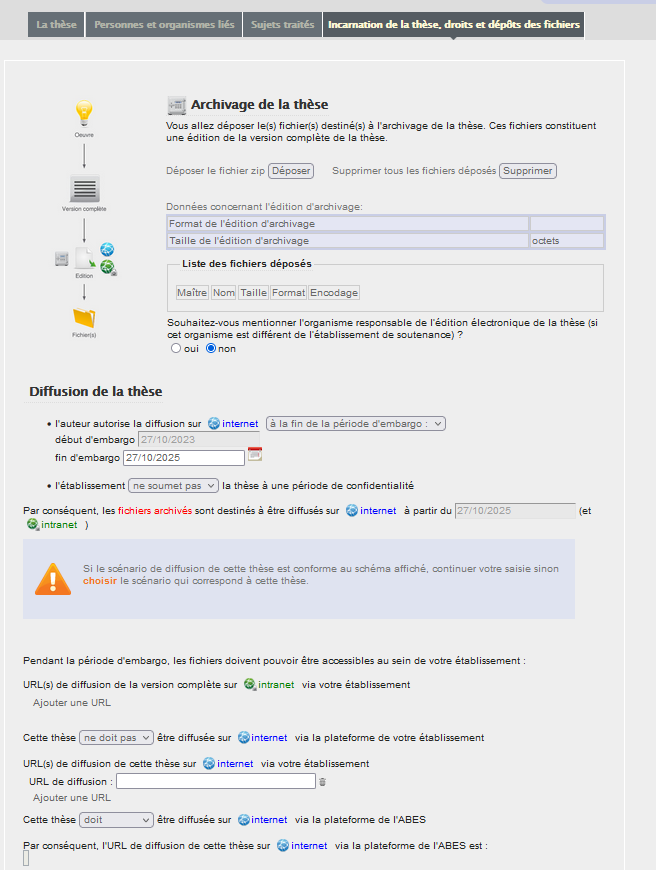 La thèse Personnes et organismes liés Sujets traités Incarnation de la thèse, droits et dépôts des fichiers
Oeuvre
Version complète
Edition
Fichier(s)
Archivage de la thèse
Vous allez déposer le(s) fichier(s) destiné(s) à l'archivage de la thèse. Ces fichiers constituent
une édition de la version complète de la thèse.
Déposer le fichier zip Déposer Supprimer tous les fichiers déposés Supprimer
Données concernant l'édition d'archivage:
Format de l'édition d'archivage
Taille de l'édition d'archivage octets
Liste des fichiers déposés
Maître Nom Taille Format Encodage
Souhaitez-vous mentionner l'organisme responsable de l'édition électronique de la thèse (si
cet organisme est différent de l'établissement de soutenance) ?
oui non
Diffusion de la thèse
• l'auteur autorise la diffusion sur internet à la fin de la période d'embargo :
début d'embargo 27/10/2023
fin d'embargo 27/10/2025
• l'établissement ne soumet pas la thèse à une période de confidentialité
Par conséquent, les fichiers archivés sont destinés à être diffusés sur internet à partir du 27/10/2025 (et
intranet )
Si le scénario de diffusion de cette thèse est conforme au schéma affiché, continuer votre saisie sinon
choisir le scénario qui correspond à cette thèse.
Pendant la période d'embargo, les fichiers doivent pouvoir être accessibles au sein de votre établissement :
URL(s) de diffusion de la version complète sur intranet via votre établissement
Ajouter une URL
Cette thèse ne doit pas être diffusée sur internet via la plateforme de votre établissement
URL(s) de diffusion de cette thèse sur internet via votre établissement
URL de diffusion :
Ajouter une URL
Cette thèse doit être diffusée sur internet via la plateforme de l'ABES
Par conséquent, l'URL de diffusion de cette thèse sur internet via la plateforme de l'ABES est :